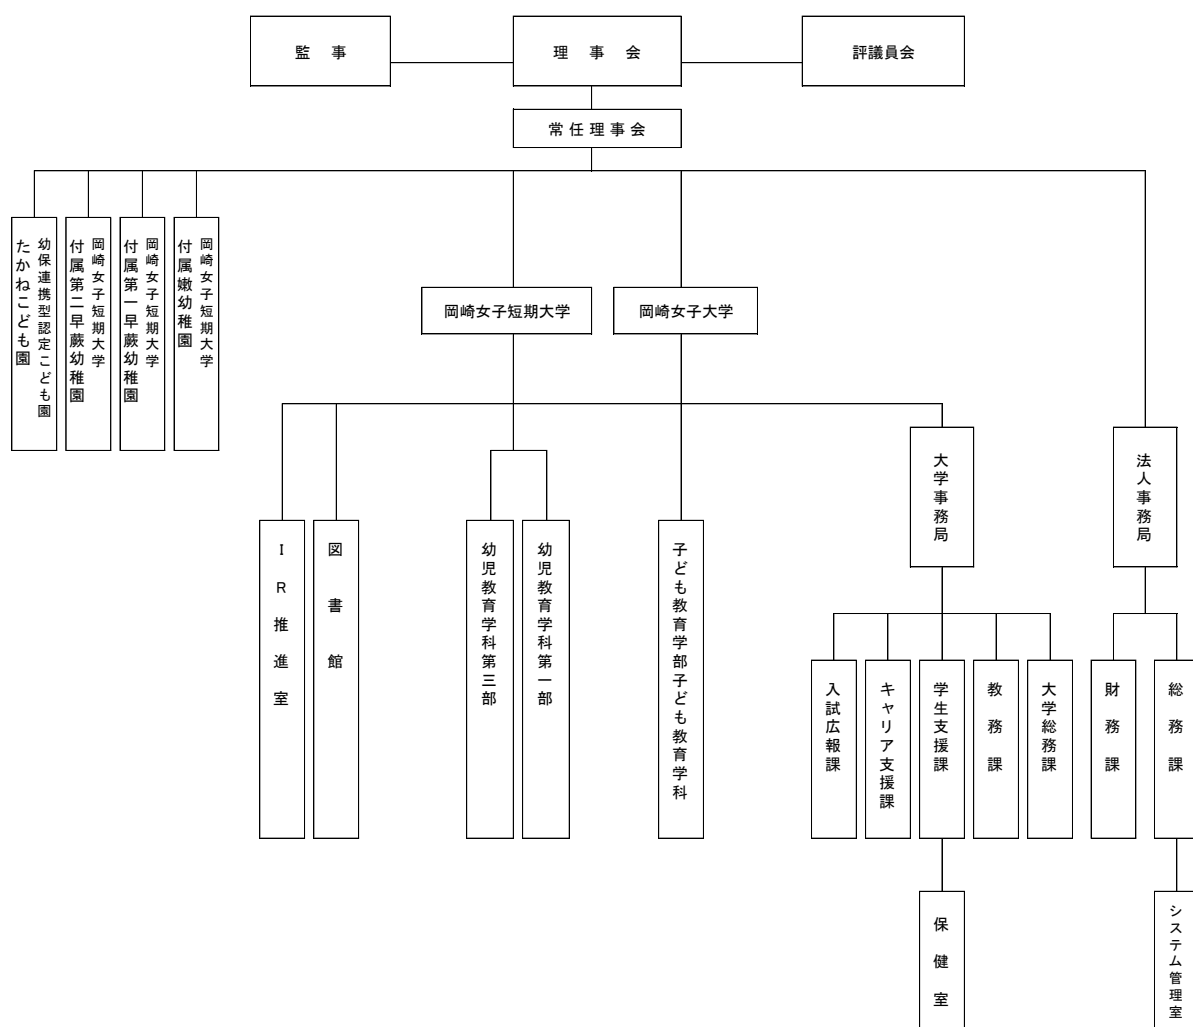 監事
理事会
評議員会
常任理事会
岡崎女子短期大学
付属嫩幼稚園
岡崎女子短期大学
付属第一早蕨幼稚園
岡崎女子短期大学
付属第二早蕨幼稚園
幼保連携型認定こども園
たかねこども園
岡崎女子短期大学
岡崎女子大学
大学事務局
法人事務局
IR推進室
図書館
幼児教育学科第三部
幼児教育学科第一部
子ども教育学部子ども教育学科
入試広報課
キャリア支援課
学生支援課
教務課
大学総務課
財務課
総務課
保健室
システム管理室